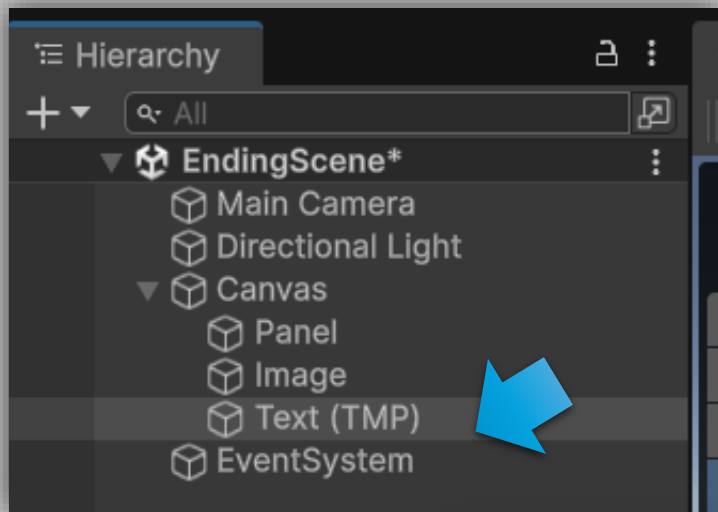 Hierarchy
All
EndingScene*
Main Camera
Directional Light
Canvas
Panel
Image
Text (TMP)
EventSystem